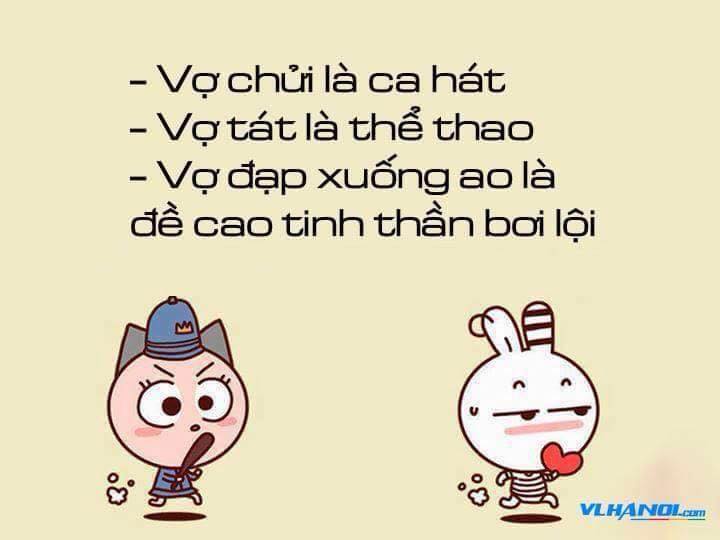 - Vợ chửi là ca hát
- Vợ tát là thể thao
- Vợ đạp xuống ao là
đề cao tinh thần bơi lội
VLHANOI.com